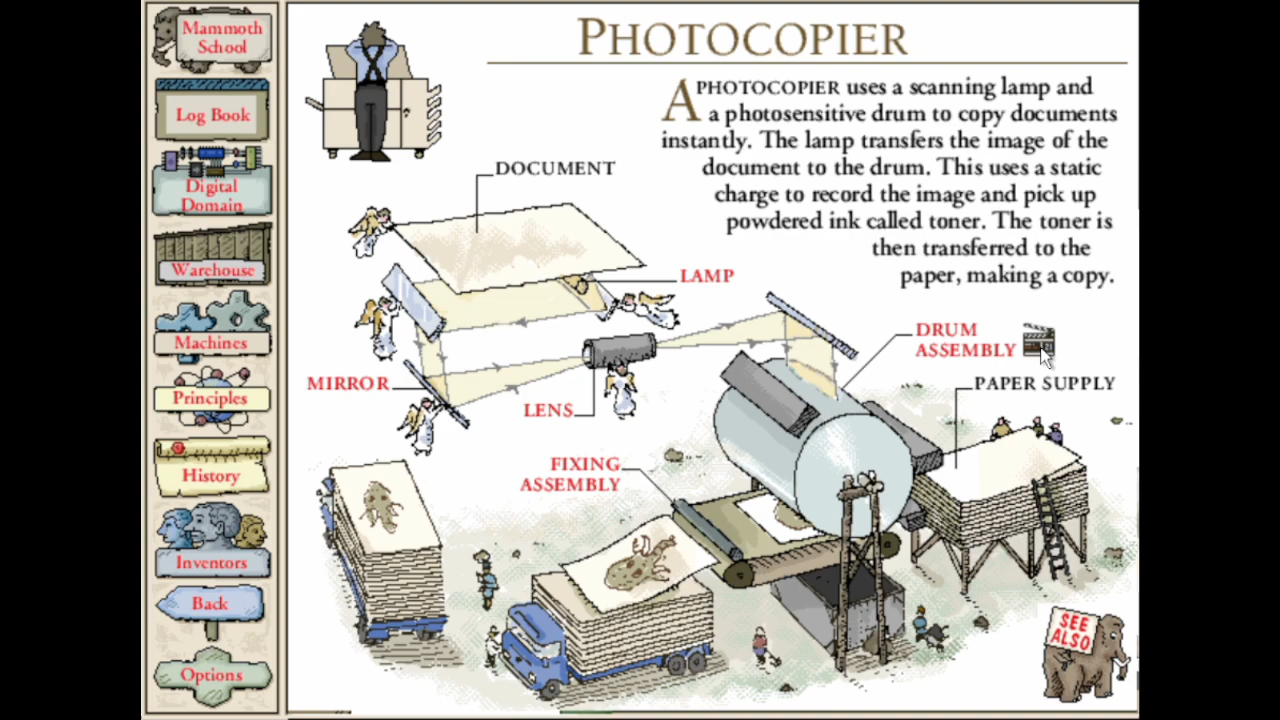 Mammoth
School
Log Book
Digital
Domain
Warehouse
Machines
Principles
History
Inventors
Back
Options
PHOTOCOPIER
A PHOTOCOPIER uses a scanning lamp and
a photosensitive drum to copy documents
instantly. The lamp transfers the image of the
document to the drum. This uses a static
charge to record the image and pick up
powdered ink called toner. The toner is
then transferred to the
paper, making a copy.
DOCUMENT
LAMP
DRUM
ASSEMBLY
PAPER SUPPLY
MIRROR
LENS
FIXING
ASSEMBLY
SEE
ALSO